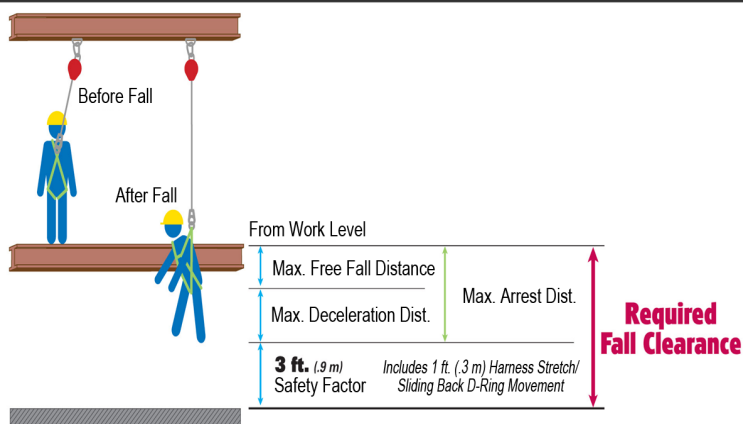 Before Fall
After Fall
From Work Level
Max. Free Fall Distance
Max. Arrest Dist.
Max. Deceleration Dist.
Required
Fall Clearance
3 ft. (.9 m)
Safety Factor
Includes 1 ft. (.3 m) Harness Stretch/
Sliding Back D-Ring Movement